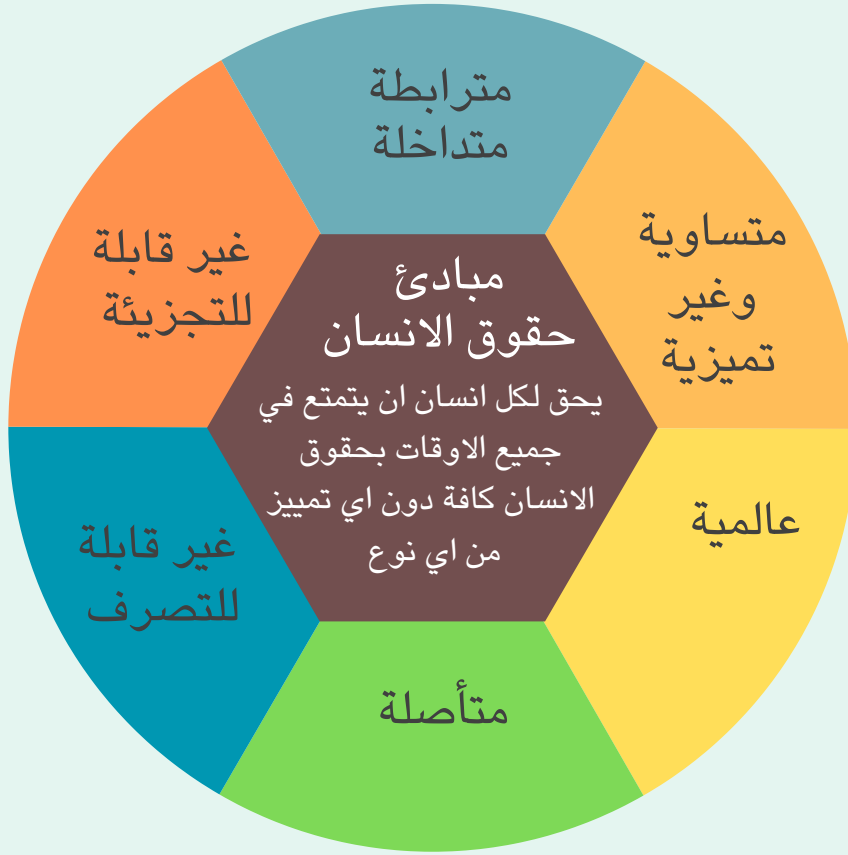 مترابطة
متداخلة
متساوية
وغير
تميزية
عالمية
متأصلة
غير قابلة
للتصرف
غير قابلة
للتجزيئة
مبادئ
حقوق الانسان
يحق لكل انسان ان يتمتع في
جميع الاوقات بحقوق
الانسان كافة دون اي تمييز
من اي نوع